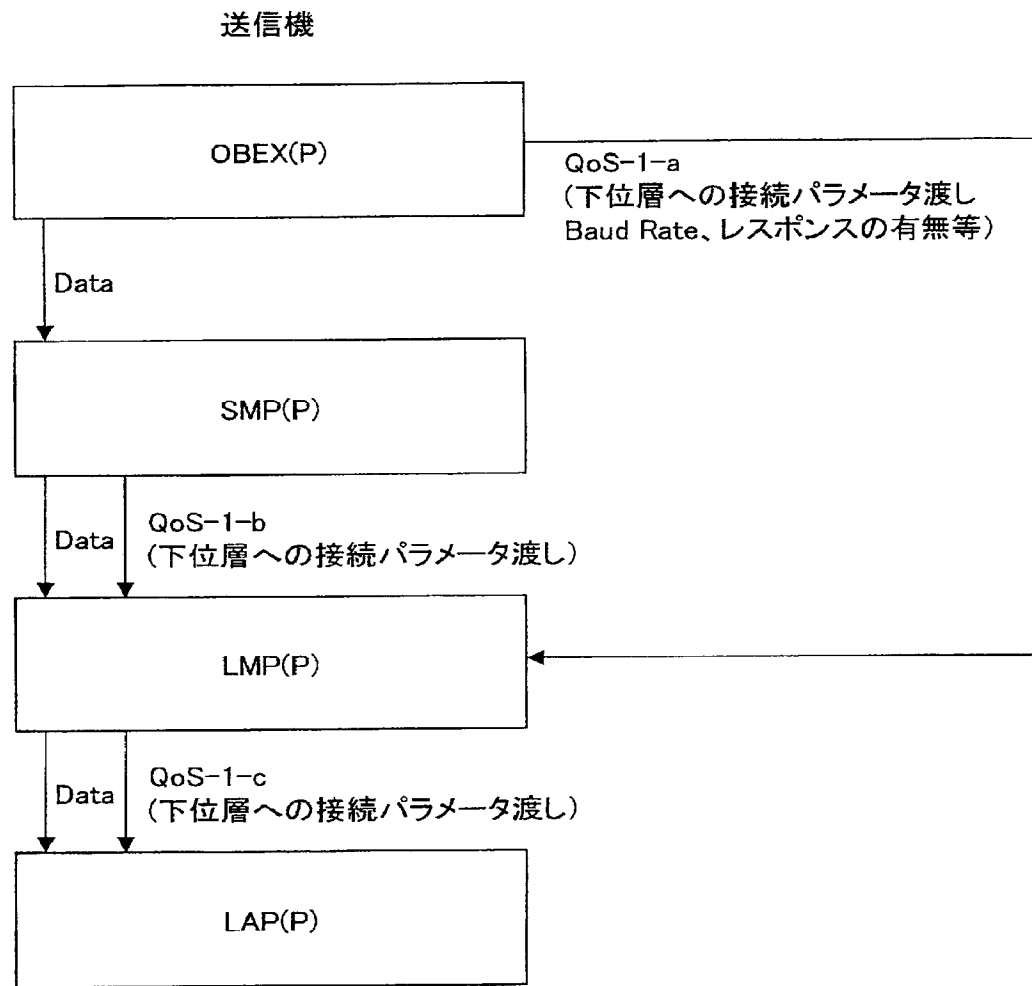 送信機
OBEX(P)
QoS-1-a
(下位層への接続パラメータ渡し
Baud Rate、レスポンスの有無等)
Data
SMP(P)
Data
QoS-1-b
(下位層への接続パラメータ渡し)
LMP(P)
Data
QoS-1-c
(下位層への接続パラメータ渡し)
LAP(P)